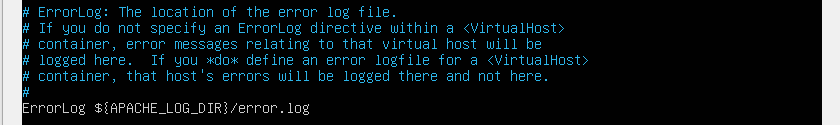 # ErrorLog: The location of the error log file.
# If you do not specify an ErrorLog directive within a <VirtualHost>
# container, error messages relating to that virtual host will be
# logged here.  If you *do* define an error logfile for a <VirtualHost>
# container, that host's errors will be logged there and not here.
#
ErrorLog ${APACHE_LOG_DIR}/error.log